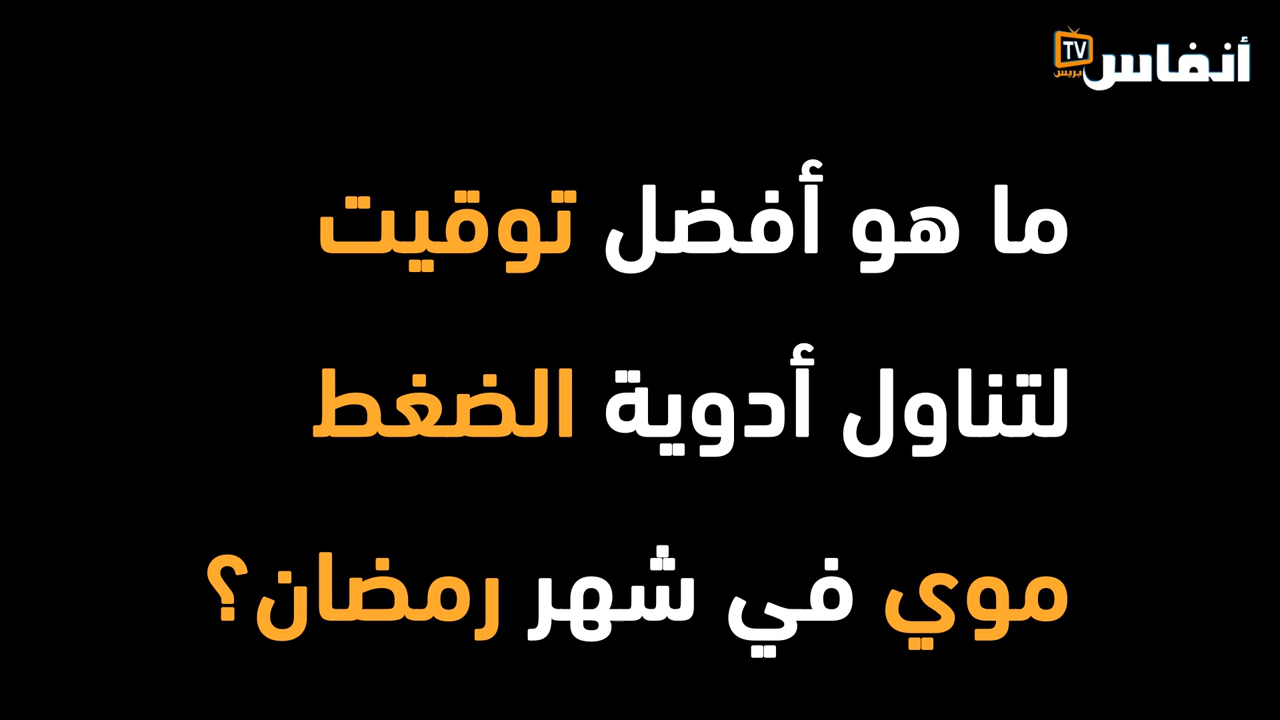 أنفاس
TV
بريس
ما هو أفضل توقيت
لتناول أدوية الضغط
موي في شهر رمضان؟